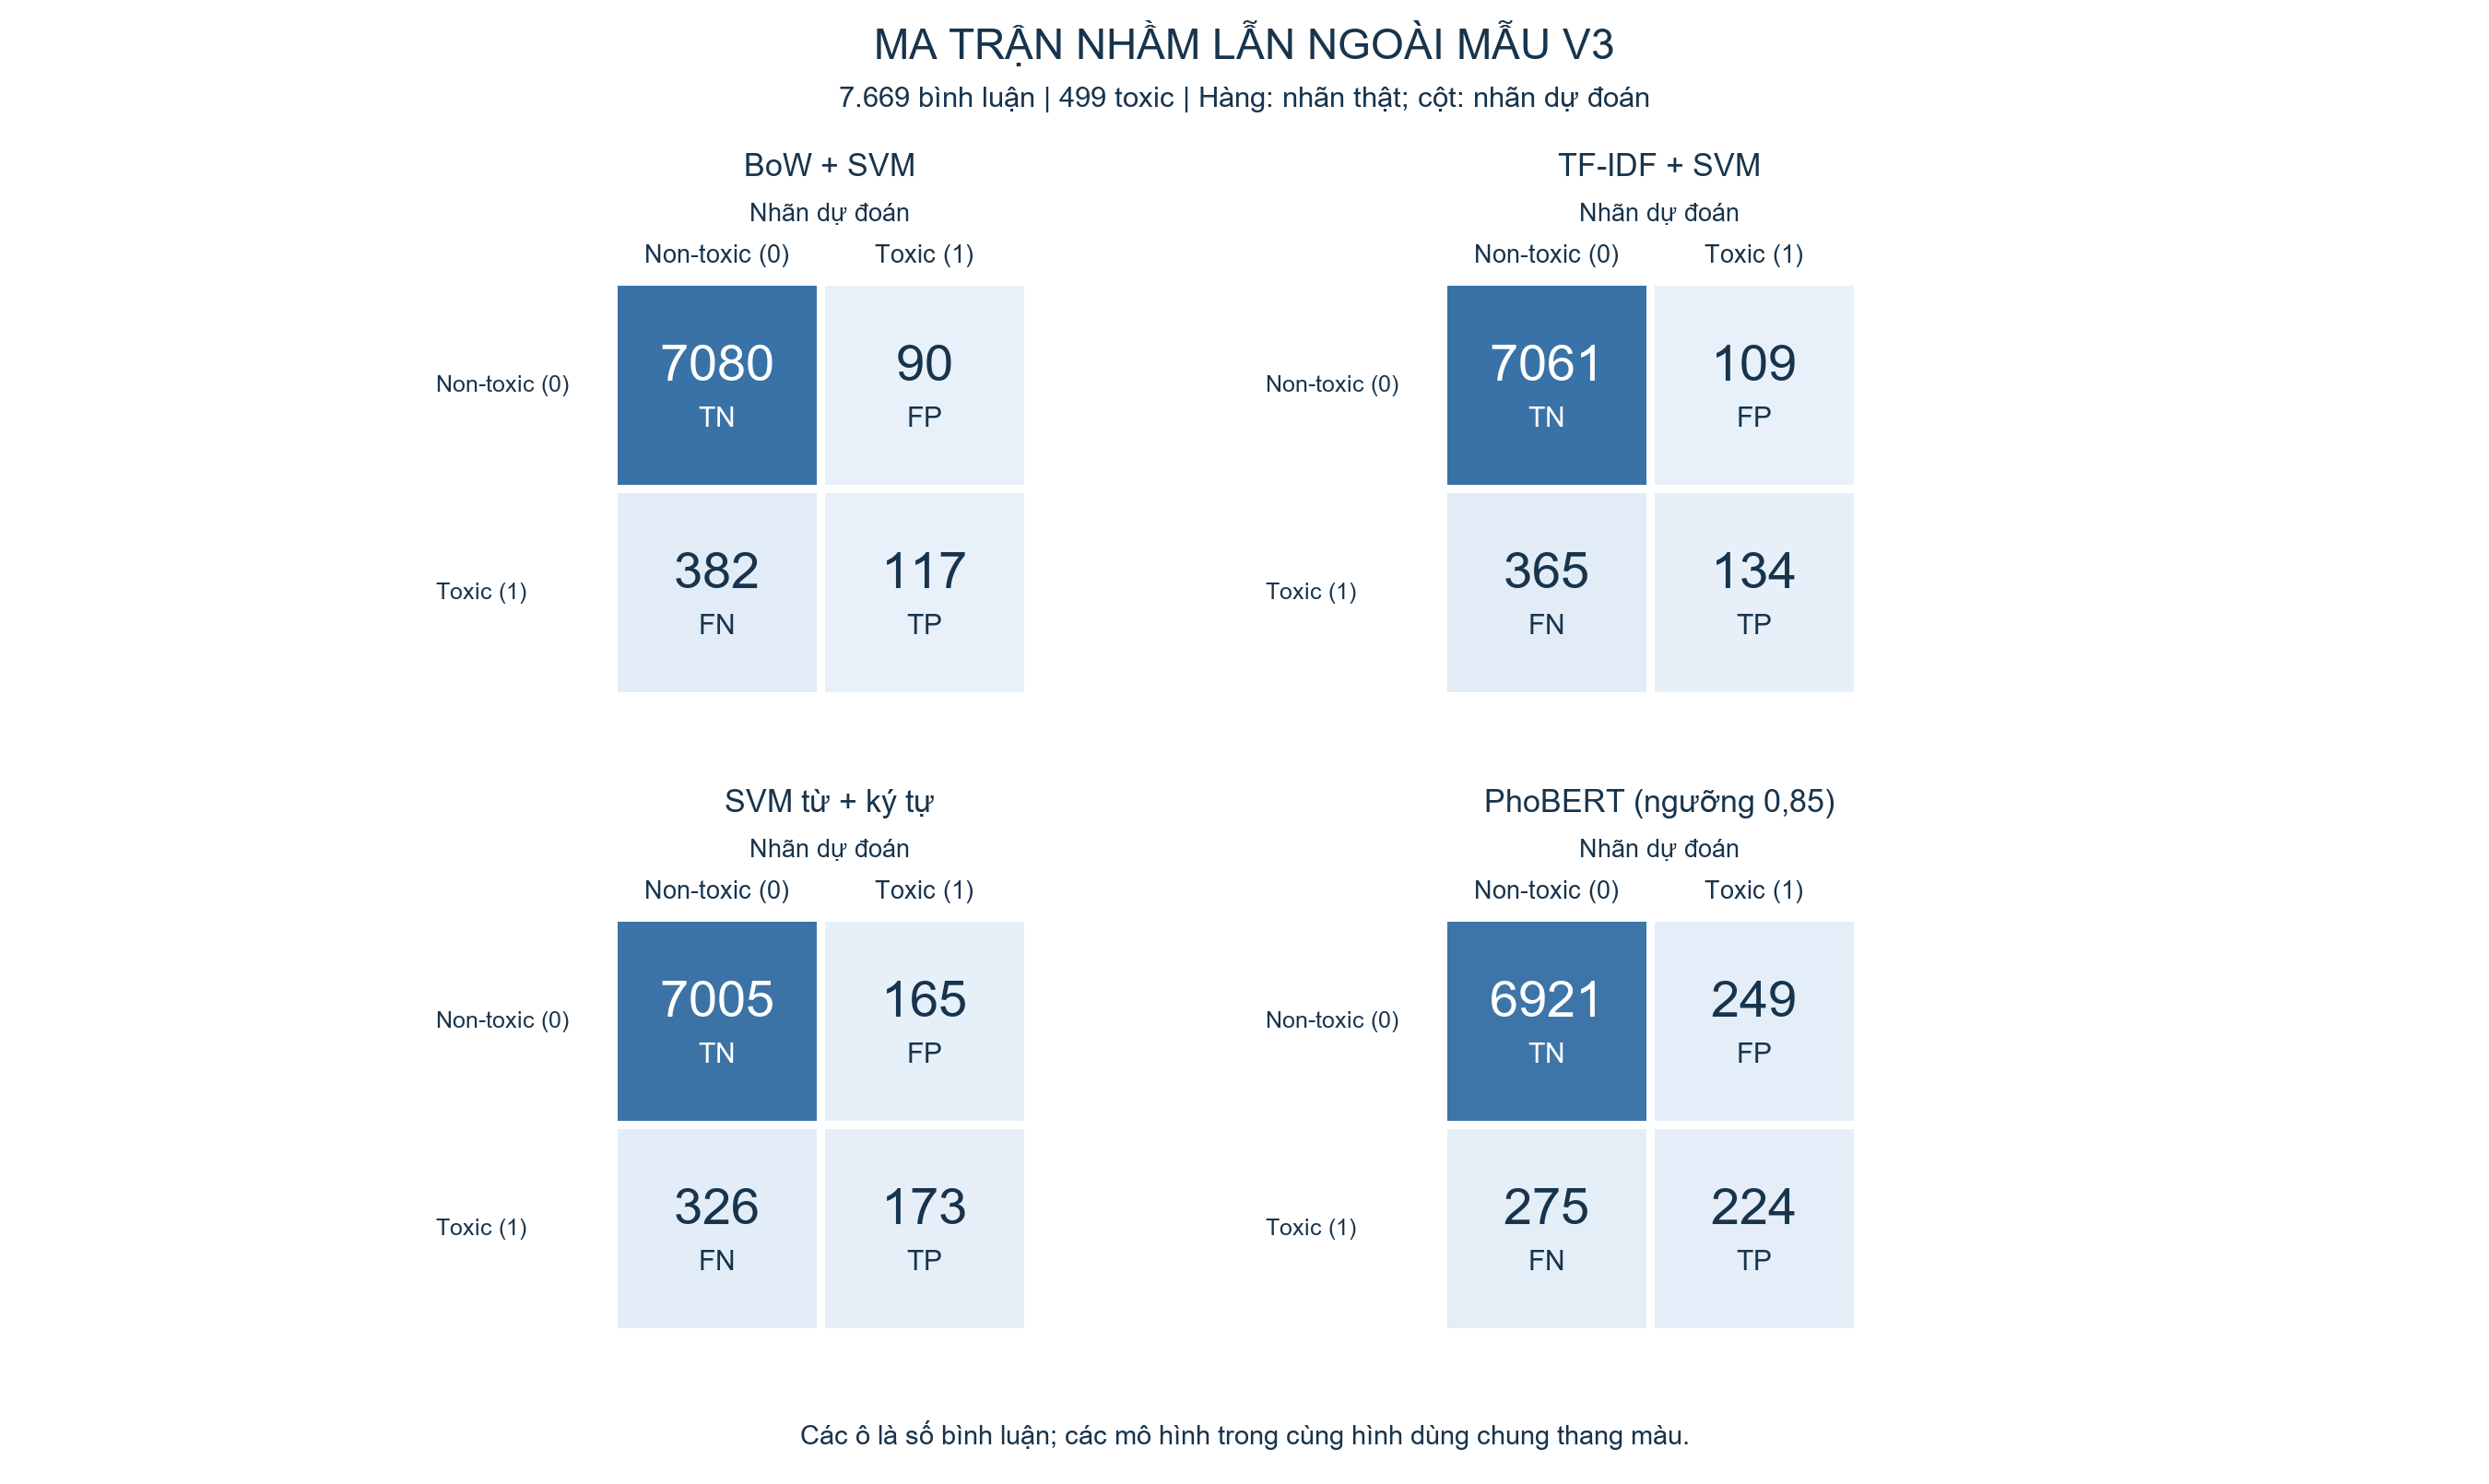 MA TRẬN NHẦM LẪN NGOÀI MẪU V3
7.669 bình luận | 499 toxic | Hàng: nhãn thật; cột: nhãn dự đoán
BoW + SVM
Nhãn dự đoán
Non-toxic (0) Toxic (1)
Non-toxic (0)
7080 90
TN FP
Toxic (1)
382 117
FN TP
TF-IDF + SVM
Nhãn dự đoán
Non-toxic (0) Toxic (1)
Non-toxic (0)
7061 109
TN FP
Toxic (1)
365 134
FN TP
SVM từ + ký tự
Nhãn dự đoán
Non-toxic (0) Toxic (1)
Non-toxic (0)
7005 165
TN FP
Toxic (1)
326 173
FN TP
PhoBERT (ngưỡng 0,85)
Nhãn dự đoán
Non-toxic (0) Toxic (1)
Non-toxic (0)
6921 249
TN FP
Toxic (1)
275 224
FN TP
Các ô là số bình luận; các mô hình trong cùng hình dùng chung thang màu.